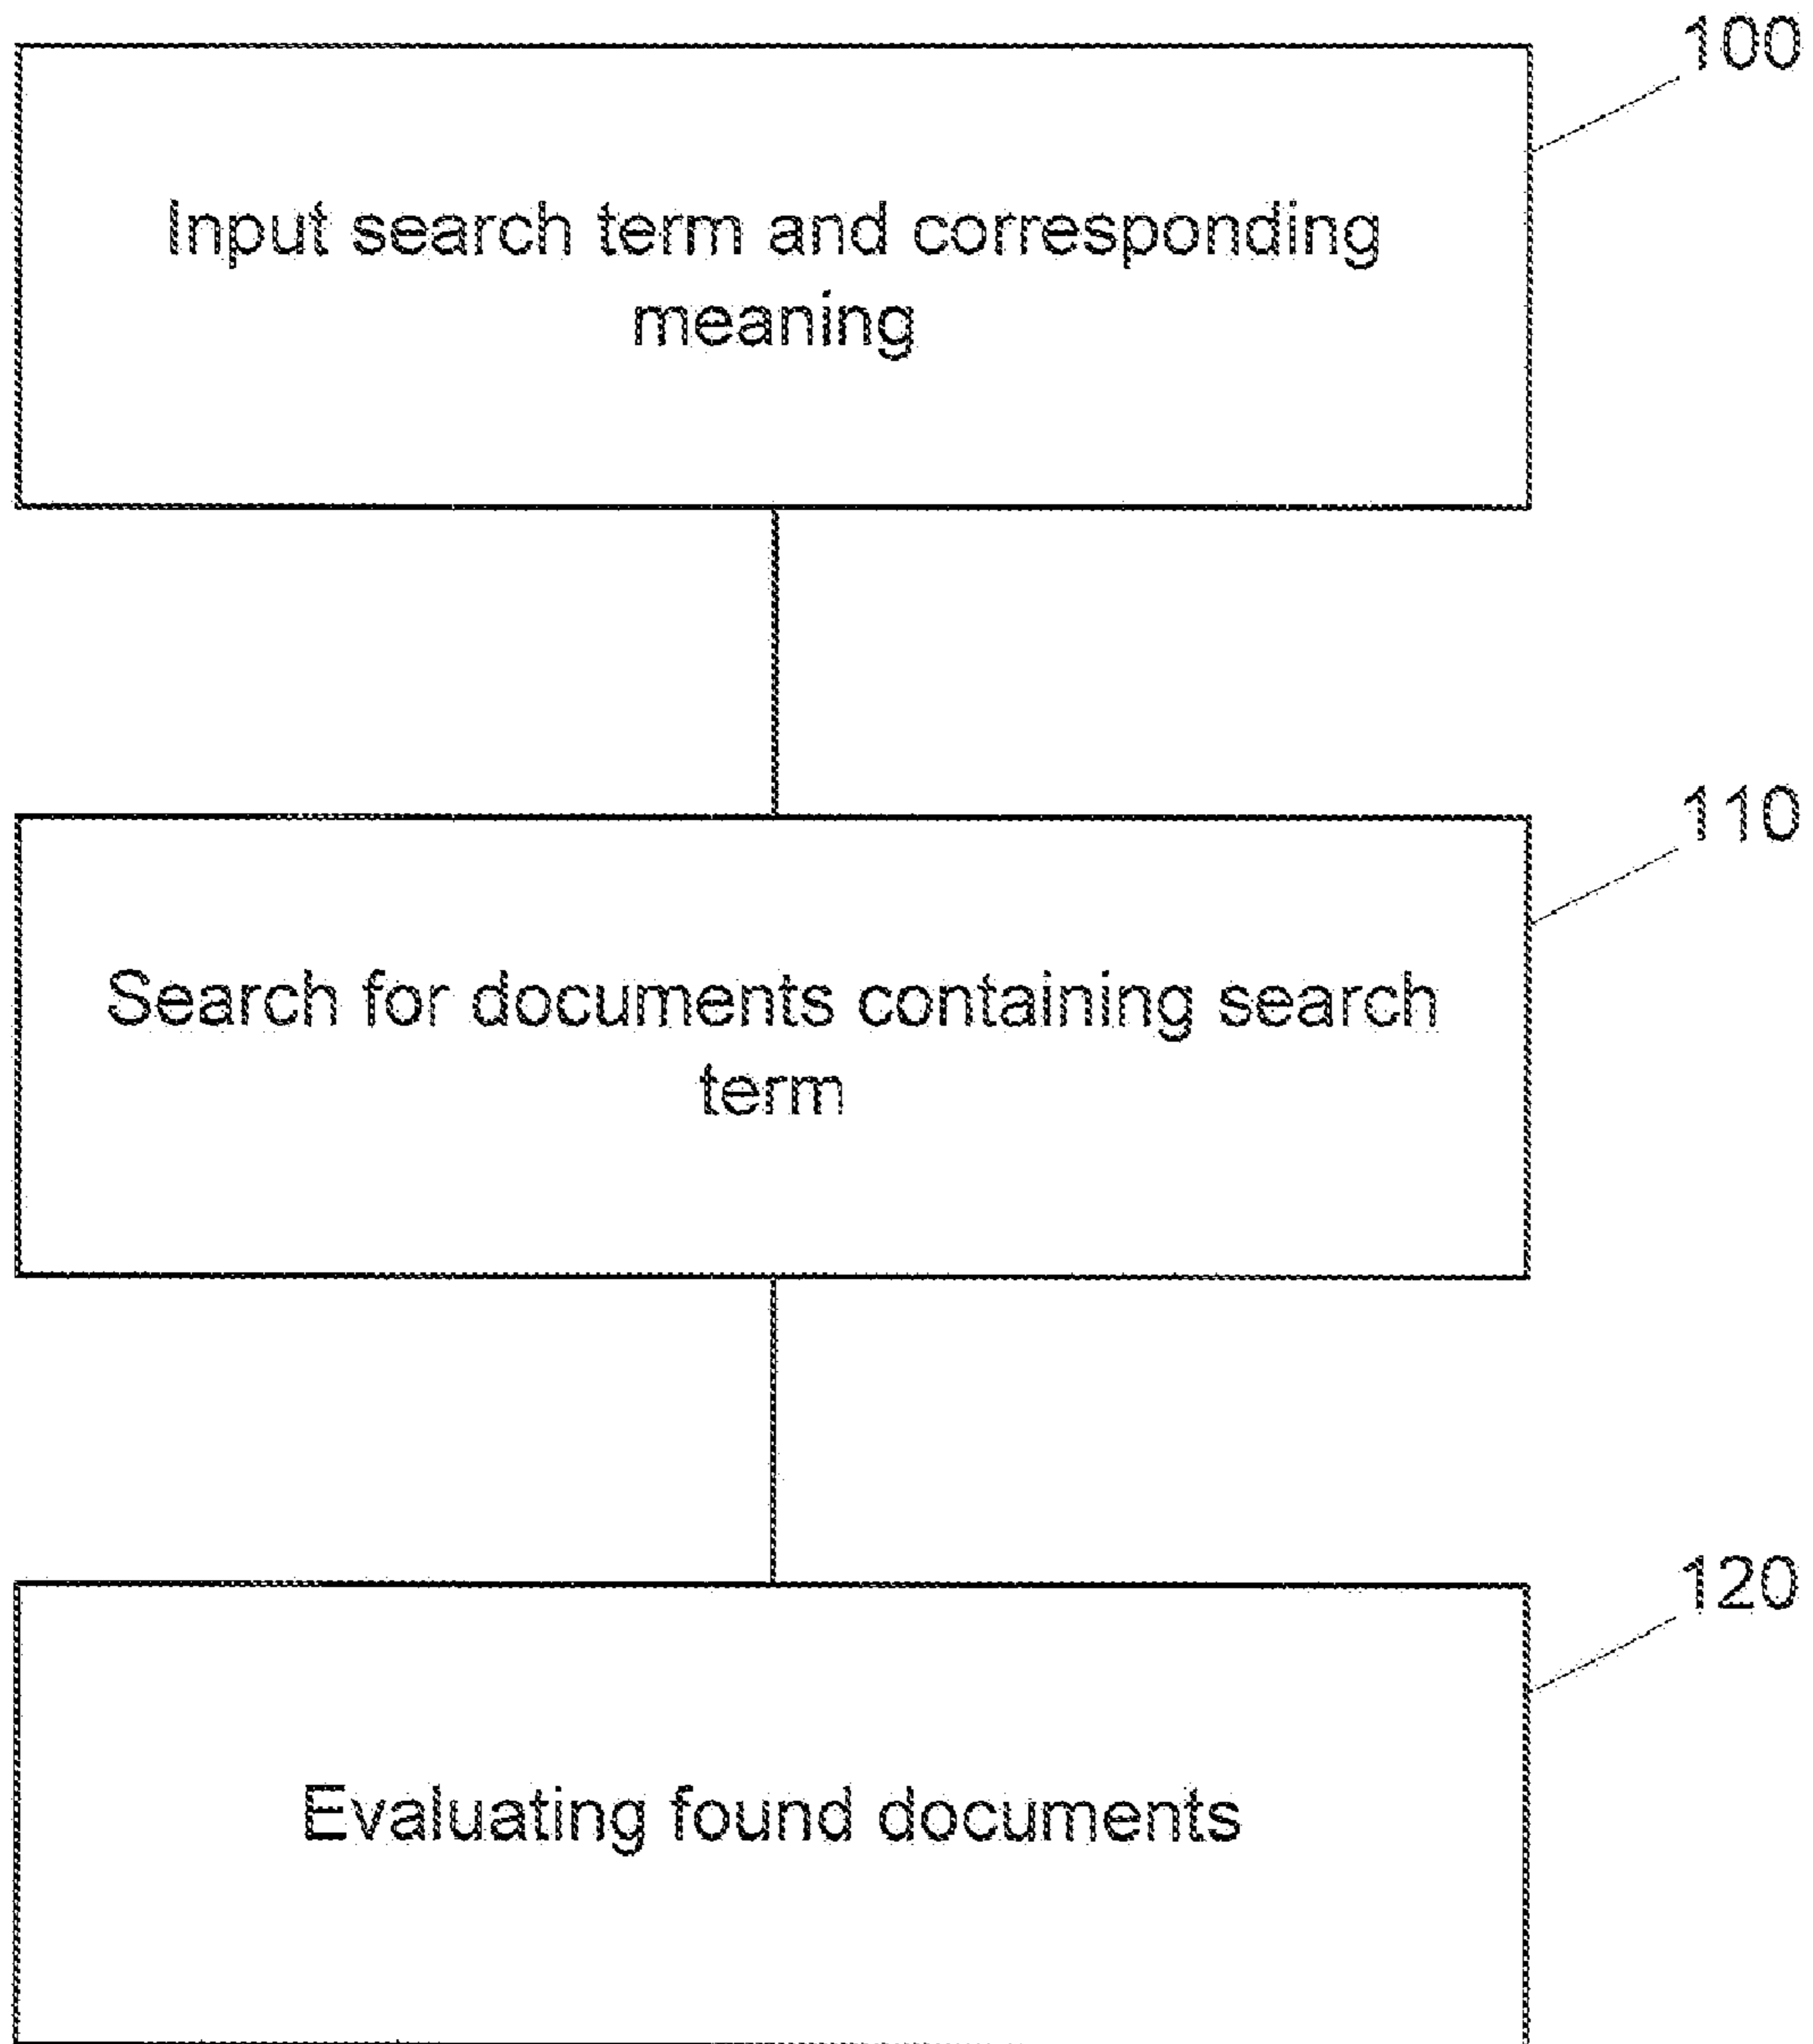 100
Input search term and corresponding
meaning
110
Search for documents containing search
term
120
Evaluating found documents